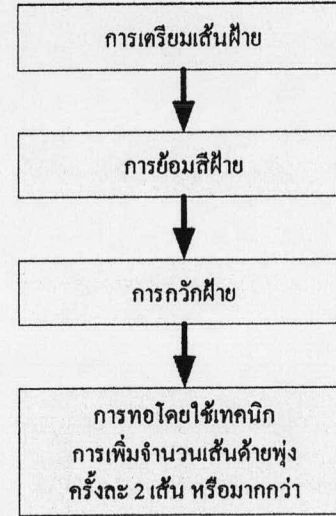 การเตรียมเส้นฝ้าย
การย้อมสีฝ้าย
การกวักฝ้าย
การทอโดยใช้เทคนิค
การเพิ่มจำนวนเส้นด้ายพุ่ง
ครั้งละ 2 เส้น หรือมากกว่า